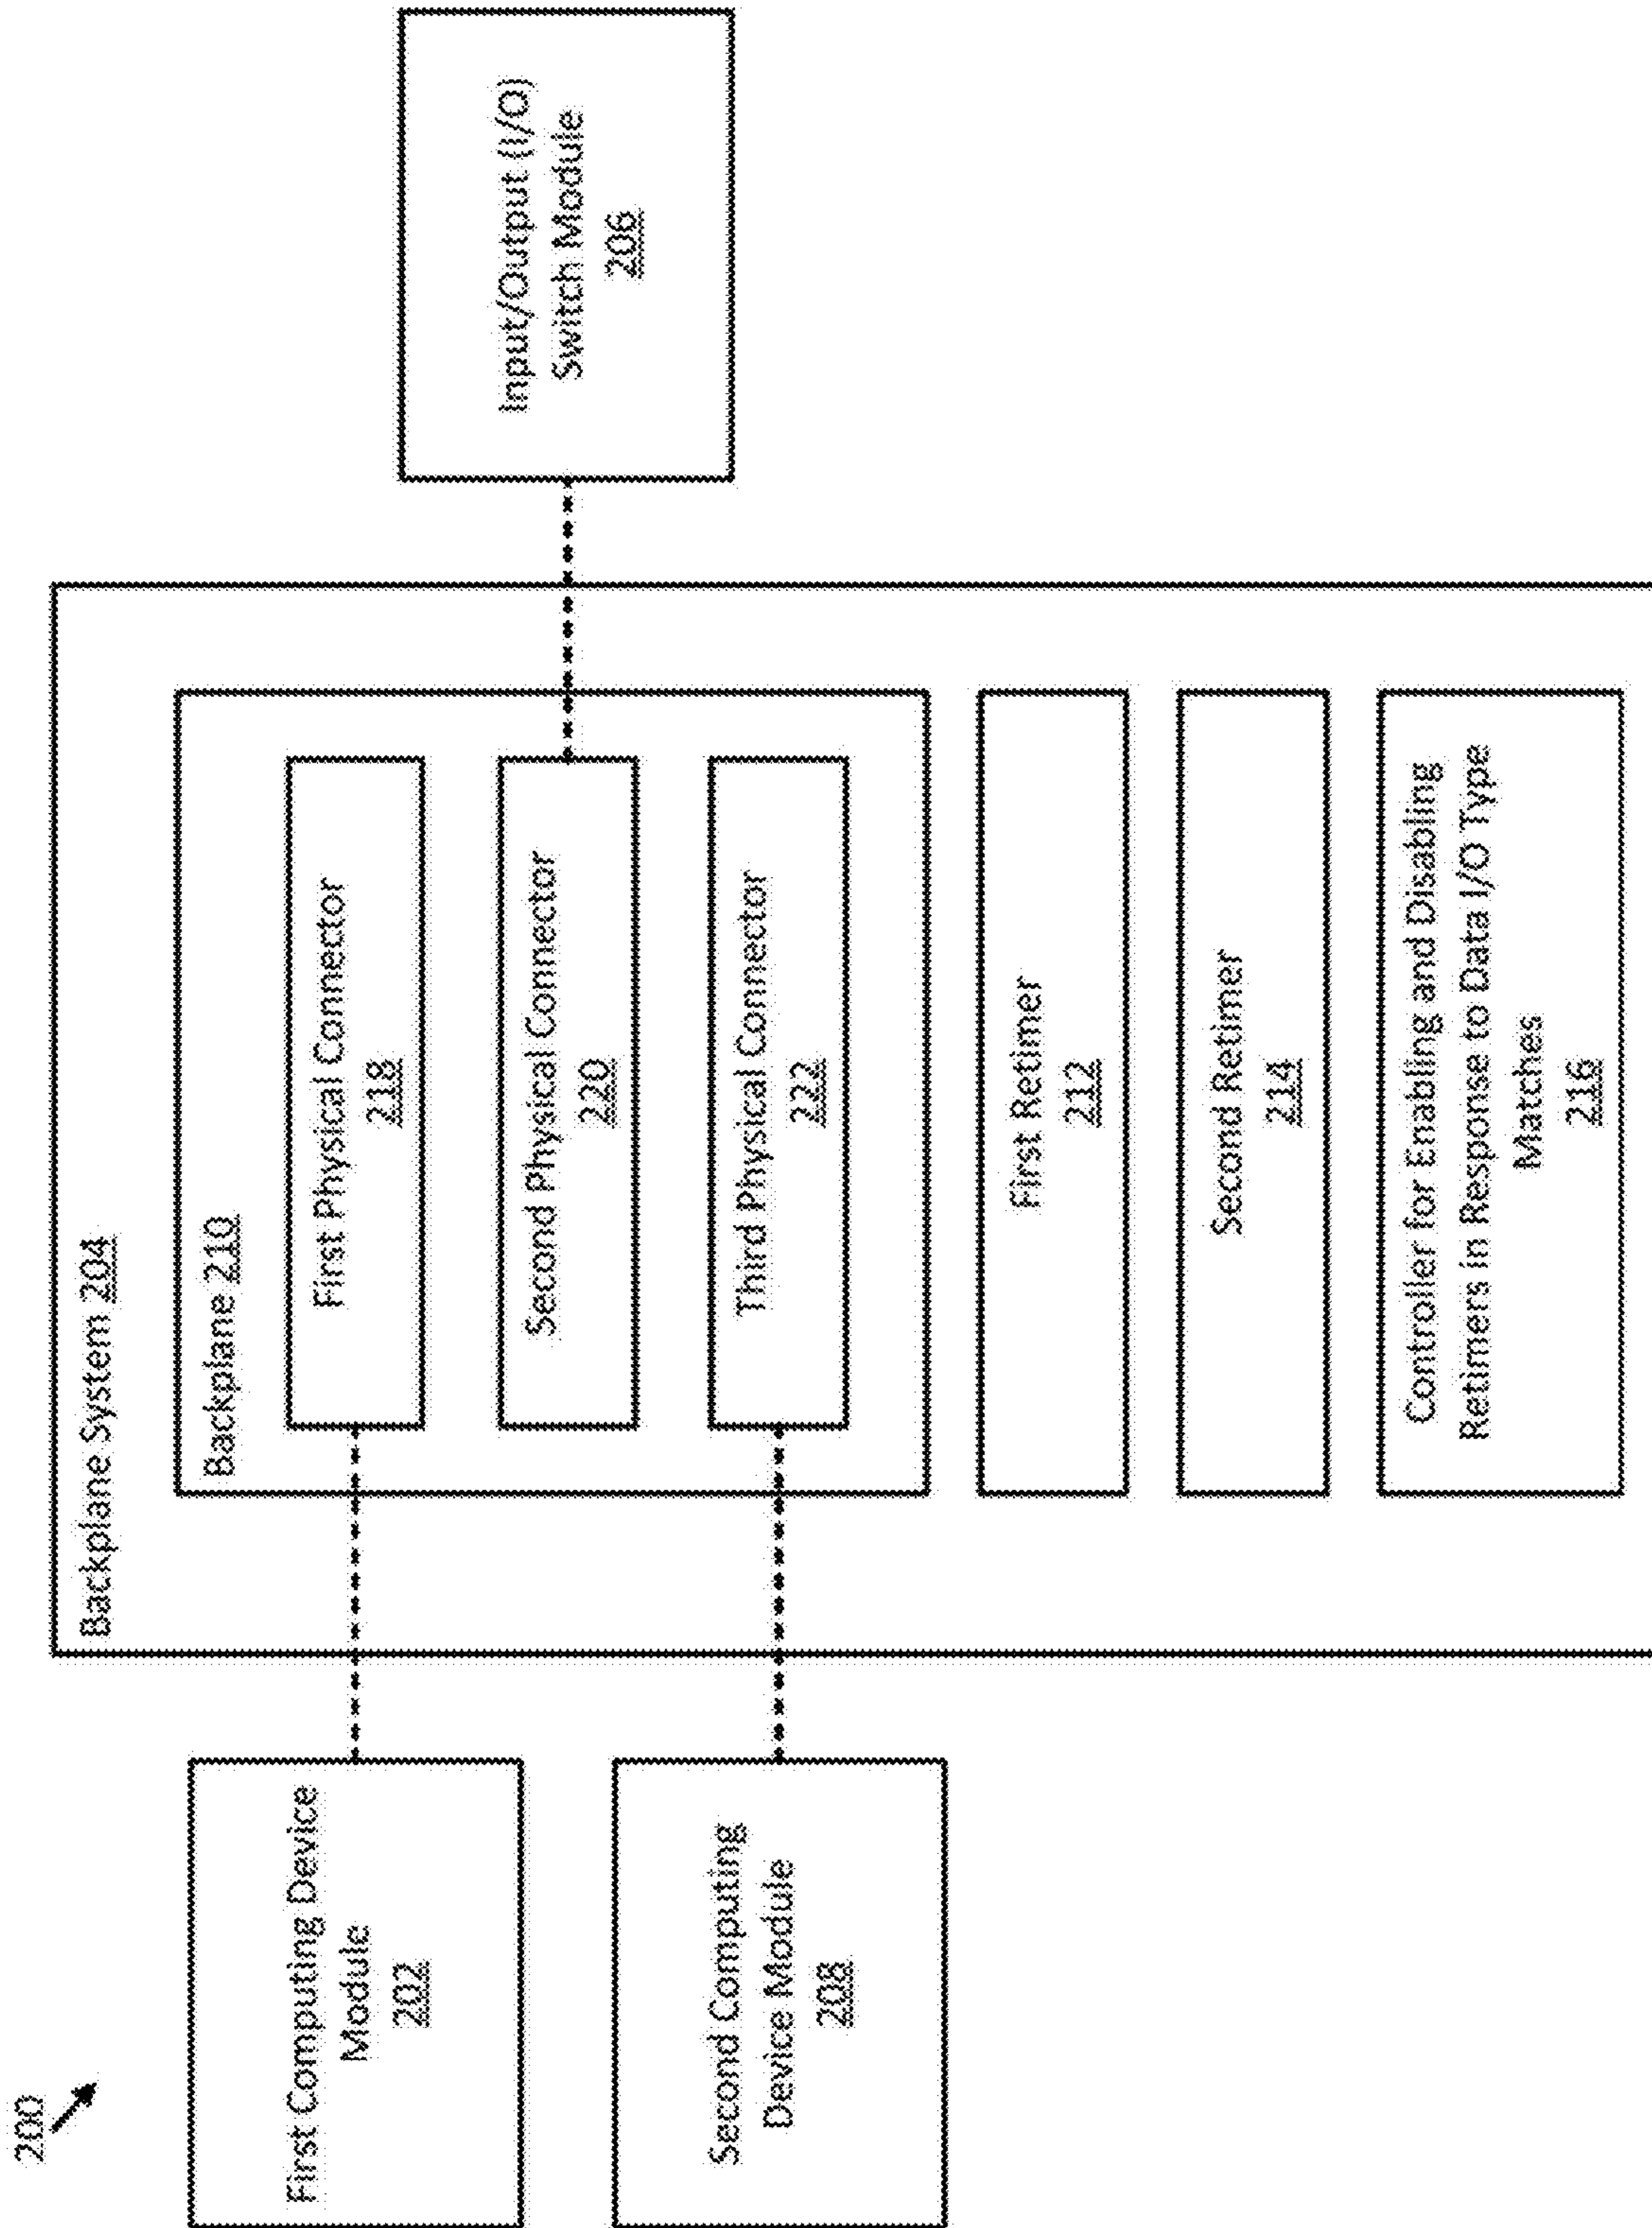 200
First Computing Device
Module
202
Second Computing
Device Module
208
Backplane System 204
Backplane 210
First Physical Connector
218
Second Physical Connector
220
Third Physical Connector
222
First Retimer
212
Second Retimer
214
Controller for Enabling and Disabling
Retimers in Response to Data I/O Type
Matches
216
Input/Output (I/O)
Switch Module
206